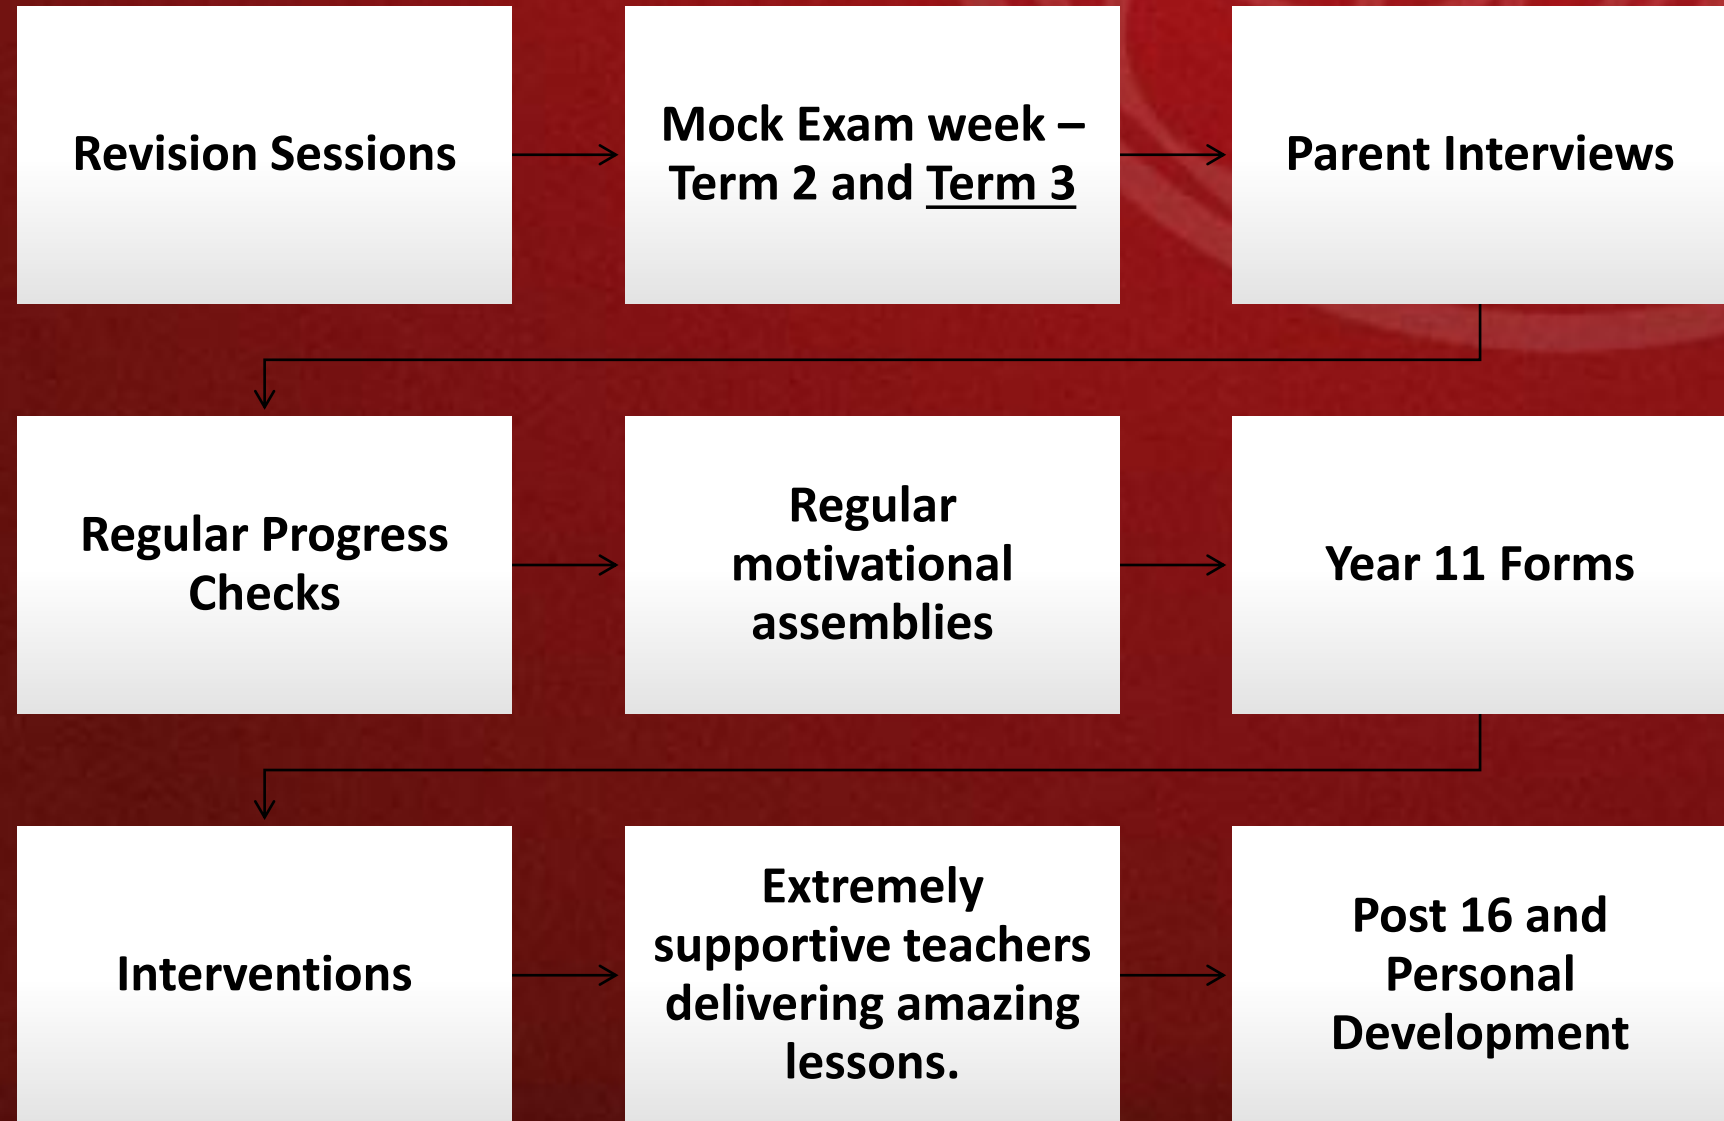 Revision Sessions
Mock Exam week –
Term 2 and Term 3
Parent Interviews
Regular Progress
Checks
Regular
motivational
assemblies
Year 11 Forms
Interventions
Extremely
supportive teachers
delivering amazing
lessons.
Post 16 and
Personal
Development